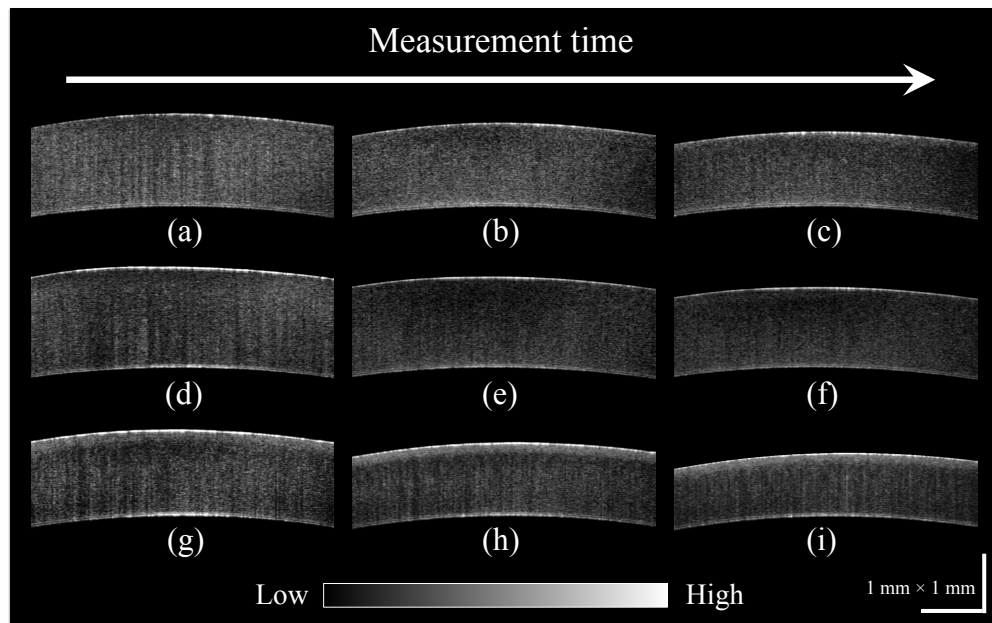 Measurement time
(a) (b) (c)
(d) (e) (f)
(g) (h) (i)
Low High
1 mm × 1 mm